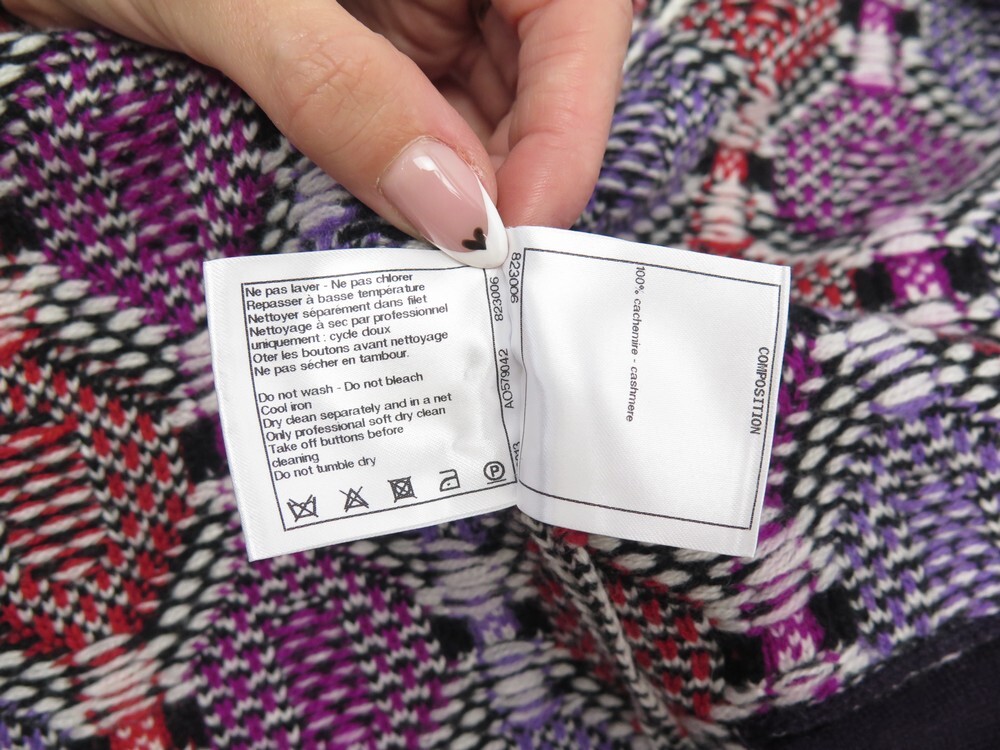 Ne pas laver - Ne pas chlorer
Repasser à basse température
Nettoyer séparément dans filet
Nettoyage à sec par professionnel
uniquement : cycle doux
Oter les boutons avant nettoyage
Ne pas sécher en tambour.
Do not wash - Do not bleach
Cool iron
Dry clean separately and in a net
Only professional soft dry clean
Take off buttons before
cleaning
Do not tumble dry
P
AO579042 823096
90038
100% cachemire - cashmere
COMPOSITION